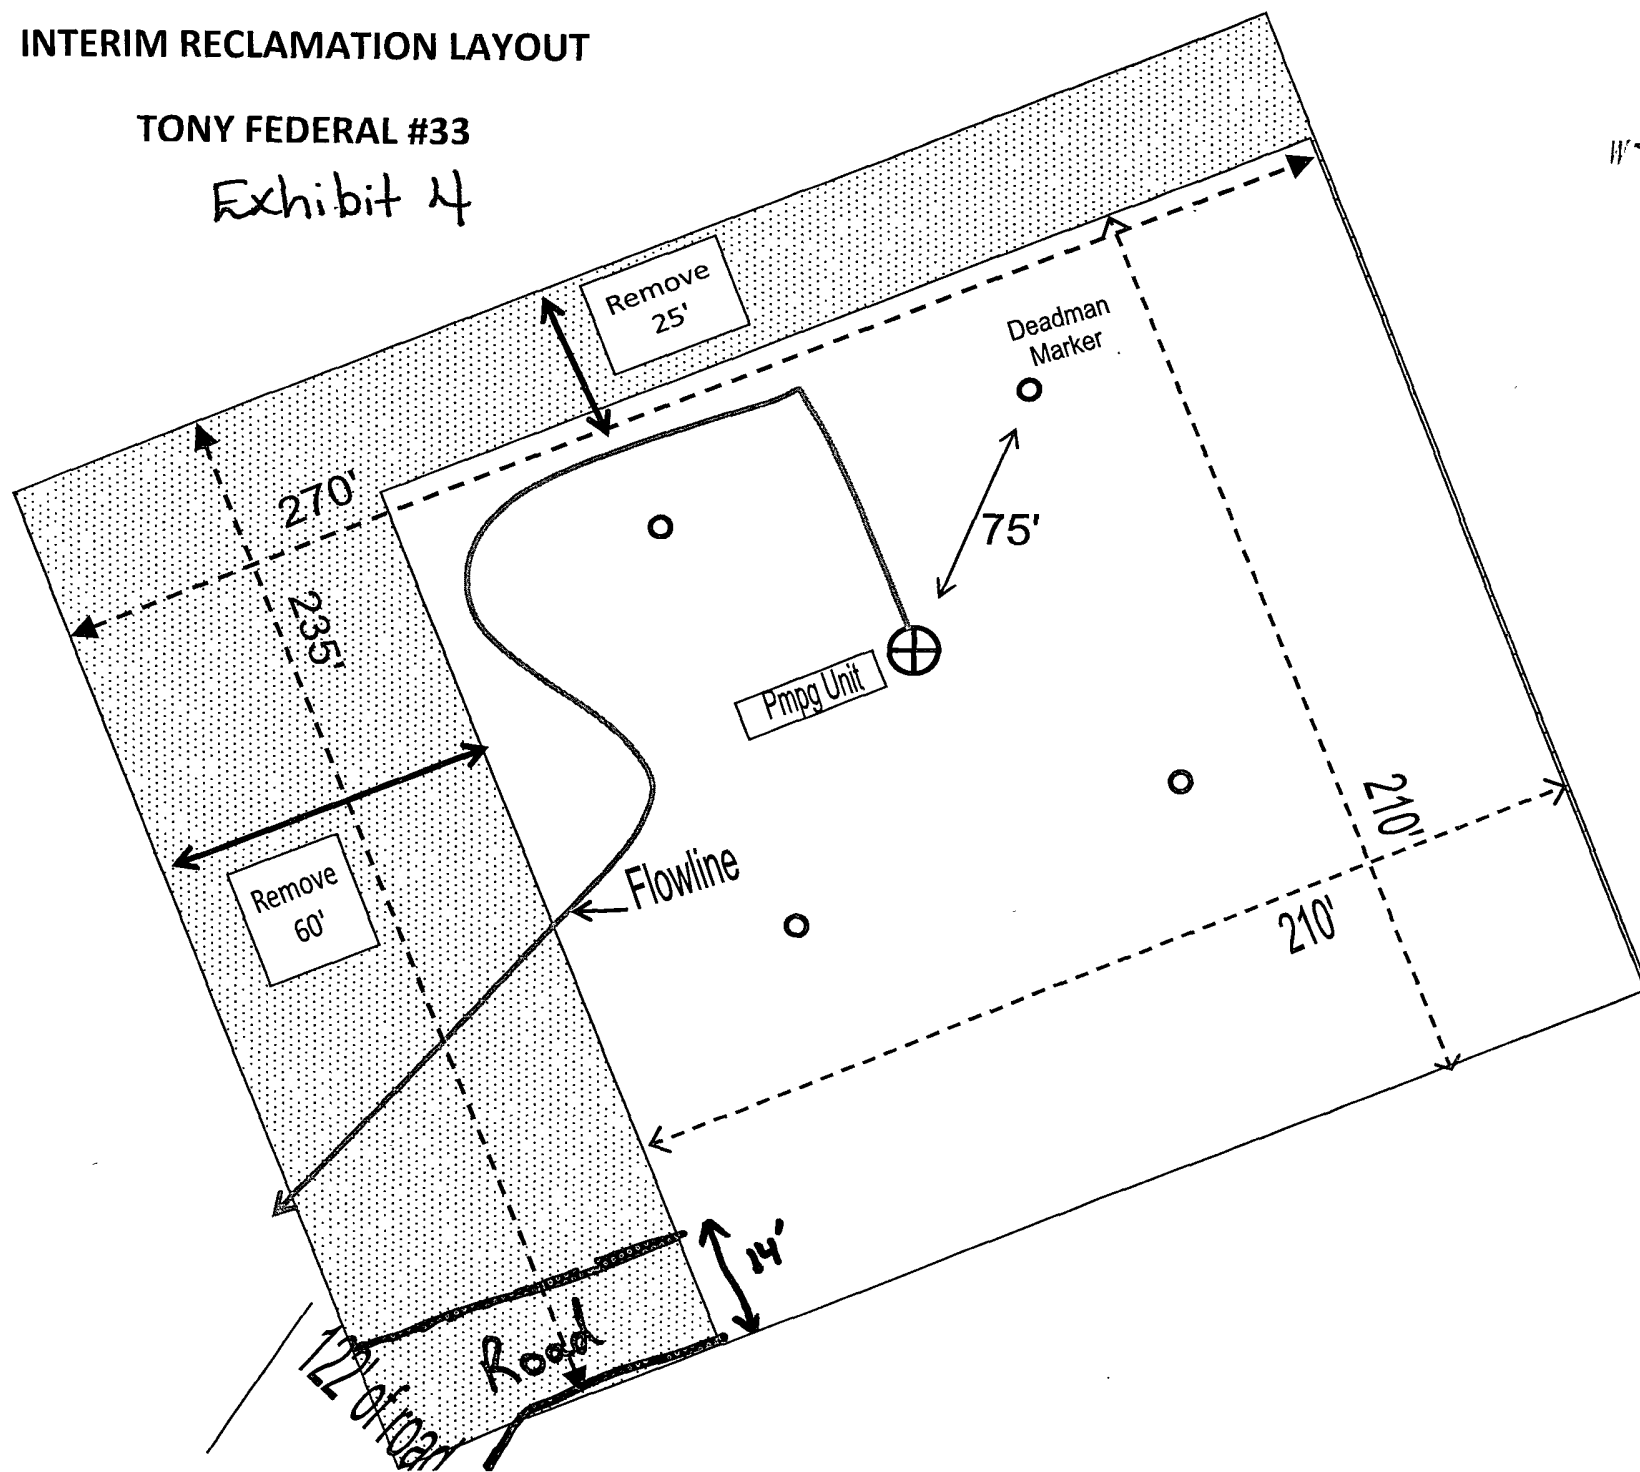 INTERIM RECLAMATION LAYOUT
TONY FEDERAL #33
Exhibit 4
Remove
25'
Deadman
Marker
270'
75'
235'
Pmpg Unit
210'
Flowline
Remove
60'
210'
14'
Road
122' of road